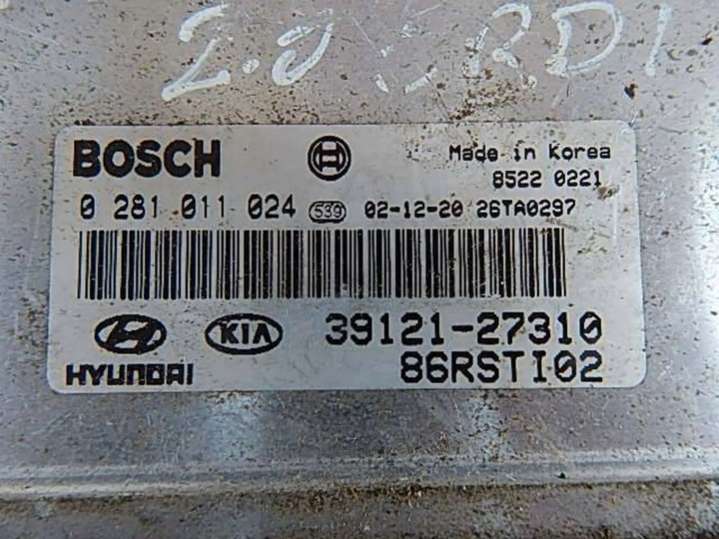 2.0 CRDI
BOSCH Made in Korea
8522 0221
0 281 011 024 539 02-12-20 26TA0297
KIA 39121-27310
HYUNDAI 86RSTI02